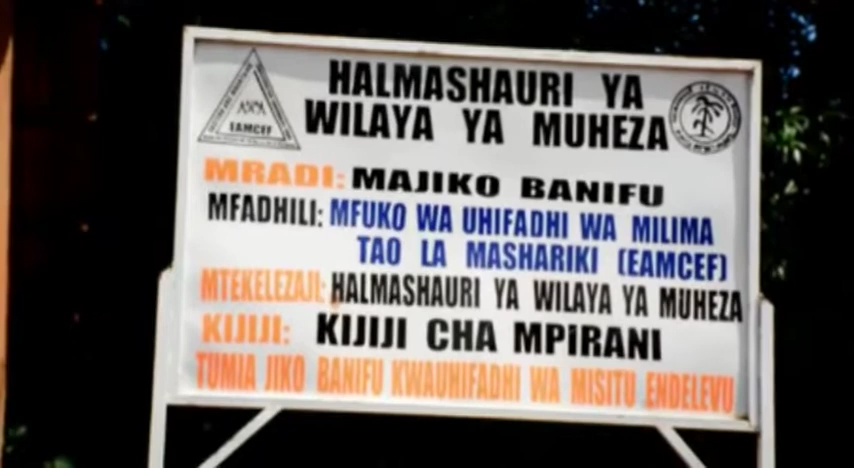 HALMASHAURI YA
WILAYA YA MUHEZA
EAMCEF
MRADI: MAJIKO BANIFU
MFADHILI: MFUKO WA UHIFADHI WA MILIMA
TAO LA MASHARIKI (EAMCEF)
MTEKELEZAJI: HALMASHAURI YA WILAYA YA MUHEZA
KIJIJI: KIJIJI CHA MPIRANI
TUMIA JIKO BANIFU KWAUHIFADHI WA MISITU ENDELEVU